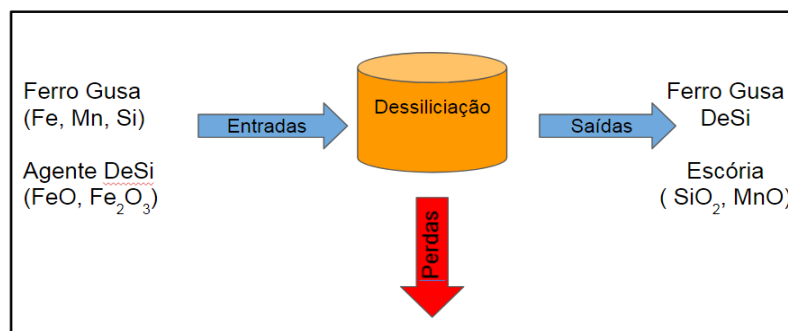 Ferro Gusa
(Fe, Mn, Si)
Agente DeSi
(FeO, Fe₂O₃)
Entradas
Dessiliciação
Perdas
Saídas
Ferro Gusa
DeSi
Escória
( SiO₂, MnO)